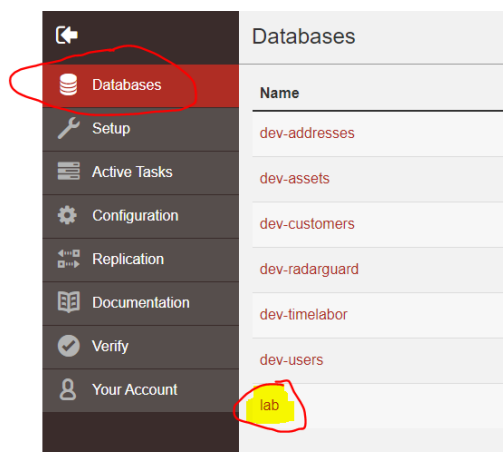 Databases
Databases
Name
Setup
dev-addresses
Active Tasks
dev-assets
Configuration
dev-customers
Replication
dev-radarguard
Documentation
dev-timelabor
Verify
dev-users
Your Account
lab